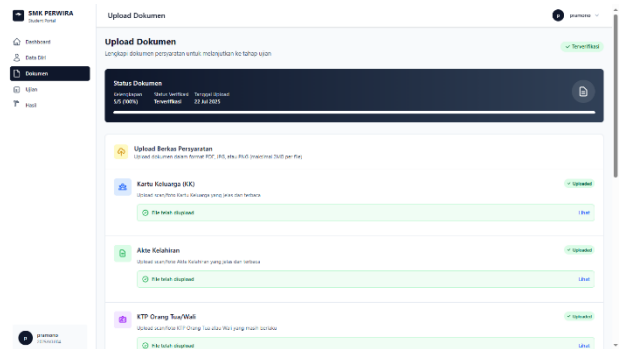 SMK PERWIRA
Student Portal
Dashboard
Data Diri
Dokumen
Ujian
Hasil
pramono
Upload Dokumen
P pramono
Upload Dokumen
Lengkapi dokumen persyaratan untuk melanjutkan ke tahap ujian
Terverifikasi
Status Dokumen
Kelengkapan Status Verifikasi Tanggal Upload
5/5 (100%) Terverifikasi 22 Jul 2025
Upload Berkas Persyaratan
Upload dokumen dalam format PDF, JPG, atau PNG (maksimal 2MB per file)
Kartu Keluarga (KK)
Uploaded
Upload scan/foto Kartu Keluarga yang jelas dan terbaca
File telah diupload Lihat
Akte Kelahiran
Uploaded
Upload scan/foto Akte Kelahiran yang jelas dan terbaca
File telah diupload Lihat
KTP Orang Tua/Wali
Uploaded
Upload scan/foto KTP Orang Tua atau Wali yang masih berlaku
File telah diupload Lihat